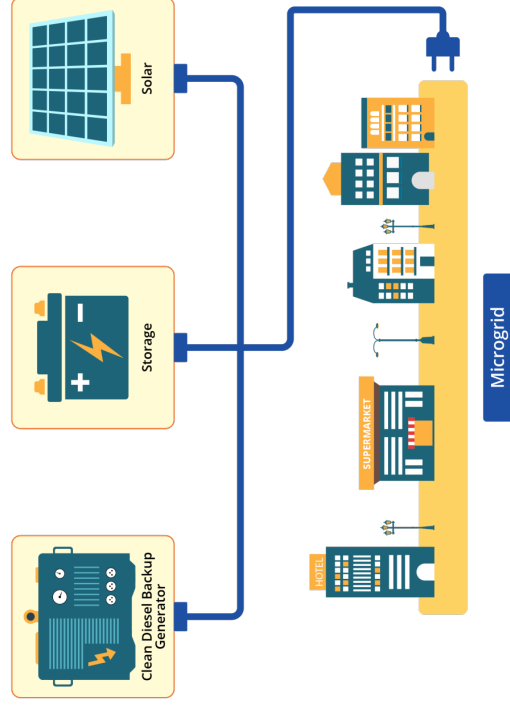 Clean Diesel Backup
Generator
Storage
Solar
HOTEL
SUPERMARKET
Microgrid